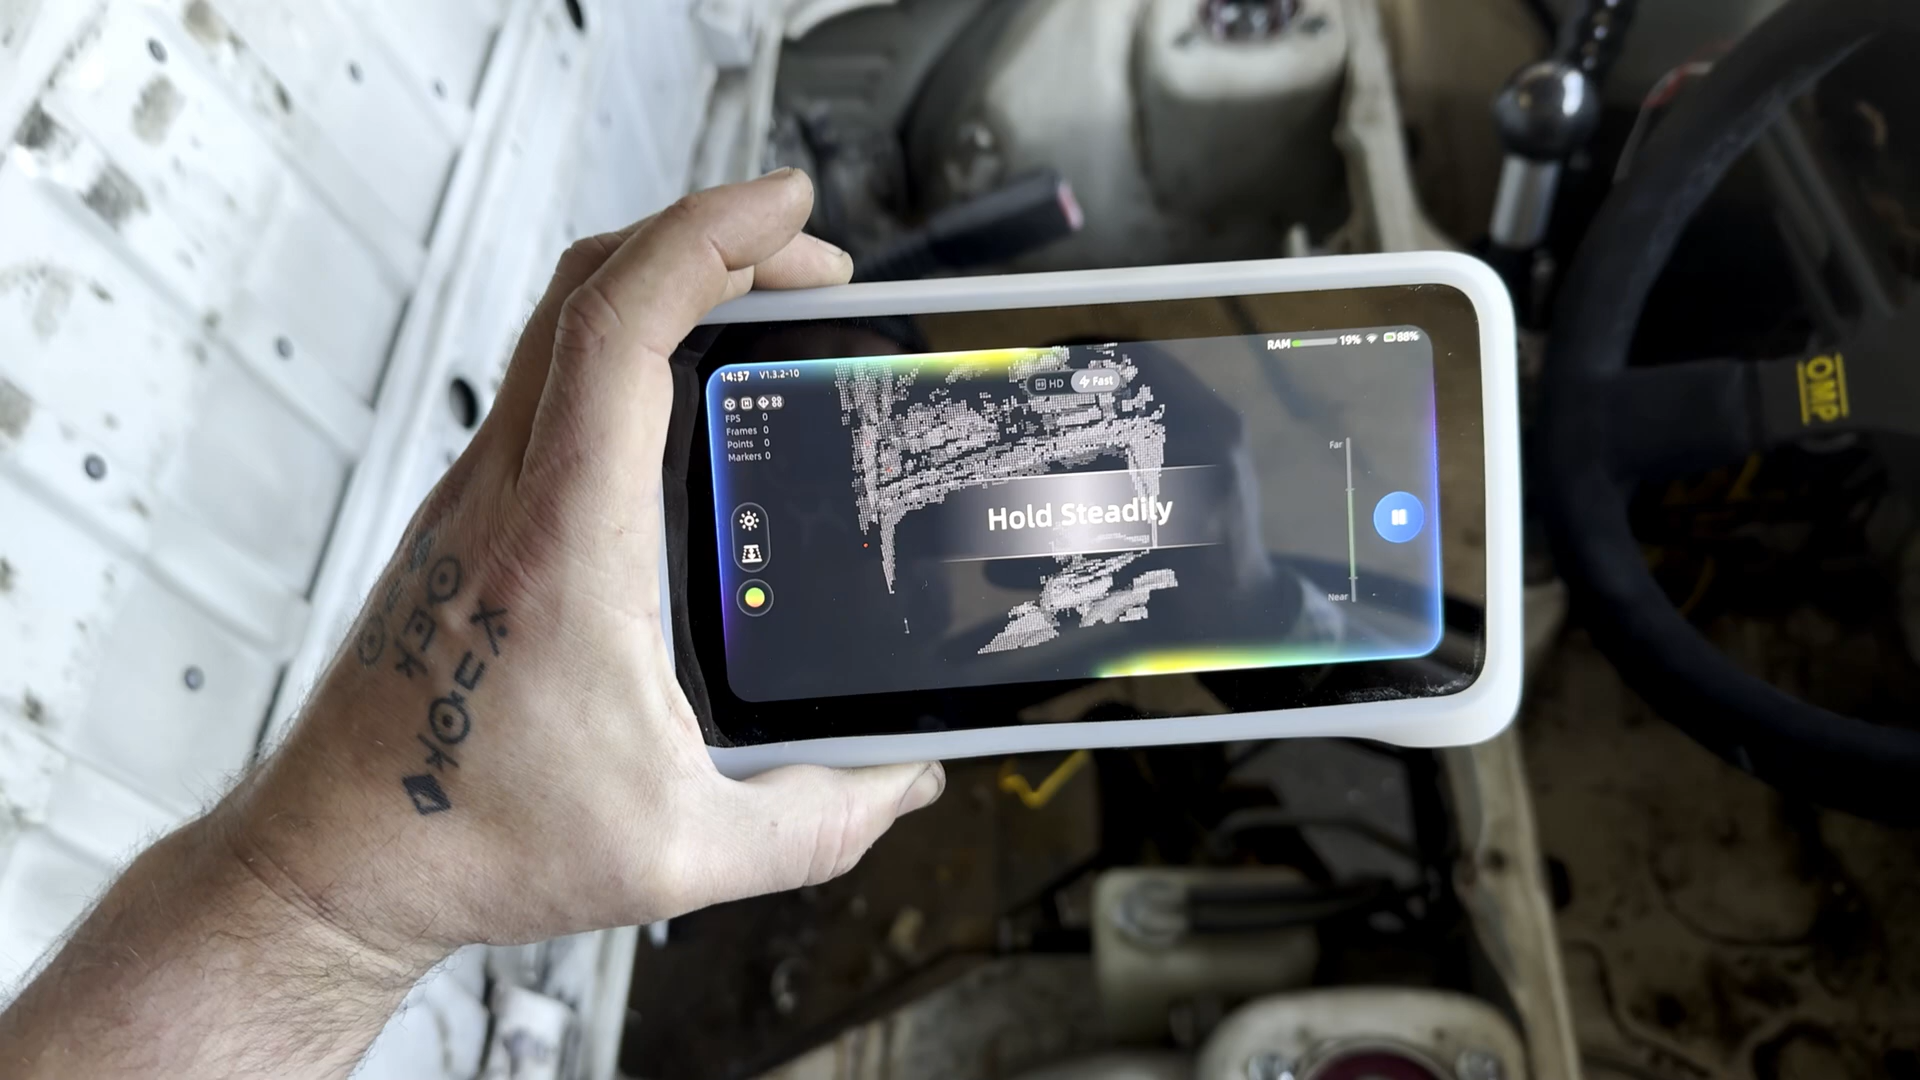 14:57 V1.3.2-10
RAM 19% 88%
HD Fast
FPS 0
Frames 0
Points 0
Markers 0
Far
Hold Steadily
Near
OMP